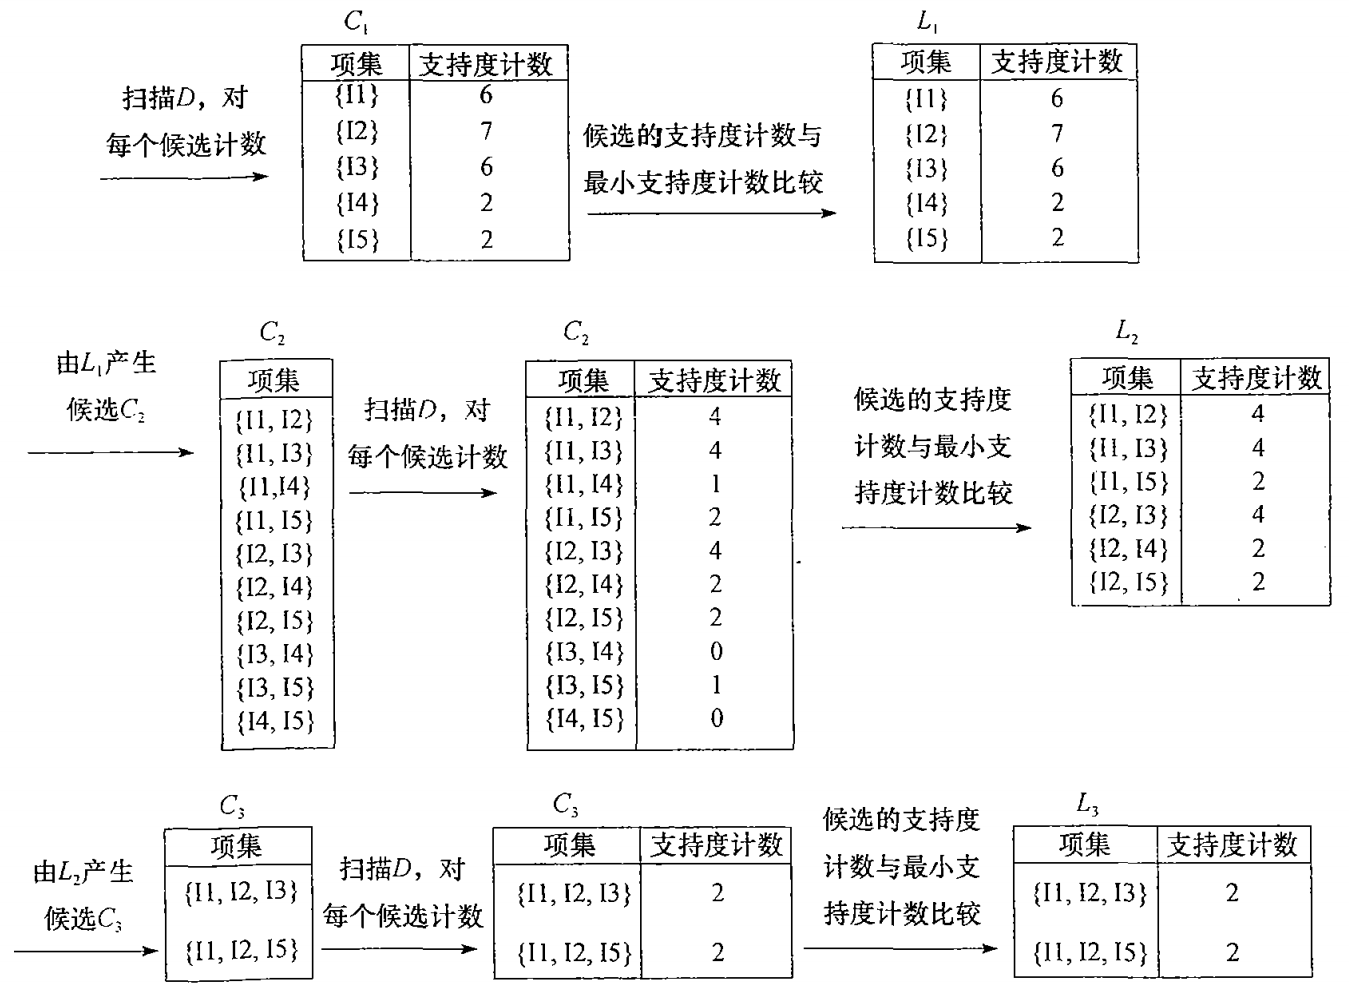 C₁
项集 支持度计数
{I1} 6
{I2} 7
{I3} 6
{I4} 2
{I5} 2
扫描D，对
每个候选计数
候选的支持度计数与
最小支持度计数比较
L₁
项集 支持度计数
{I1} 6
{I2} 7
{I3} 6
{I4} 2
{I5} 2
由L₁产生
候选C₂
C₂
项集
{I1, I2}
{I1, I3}
{I1,I4}
{I1, I5}
{I2, I3}
{I2, I4}
{I2, I5}
{I3, I4}
{I3, I5}
{I4, I5}
扫描D，对
每个候选计数
C₂
项集 支持度计数
{I1, I2} 4
{I1, I3} 4
{I1, I4} 1
{I1, I5} 2
{I2, I3} 4
{I2, I4} 2
{I2, I5} 2
{I3, I4} 0
{I3, I5} 1
{I4, I5} 0
候选的支持度
计数与最小支
持度计数比较
L₂
项集 支持度计数
{I1, I2} 4
{I1, I3} 4
{I1, I5} 2
{I2, I3} 4
{I2, I4} 2
{I2, I5} 2
由L₂产生
候选C₃
C₃
项集
{I1, I2, I3}
{I1, I2, I5}
扫描D，对
每个候选计数
C₃
项集 支持度计数
{I1, I2, I3} 2
{I1, I2, I5} 2
候选的支持度
计数与最小支
持度计数比较
L₃
项集 支持度计数
{I1, I2, I3} 2
{I1, I2, I5} 2